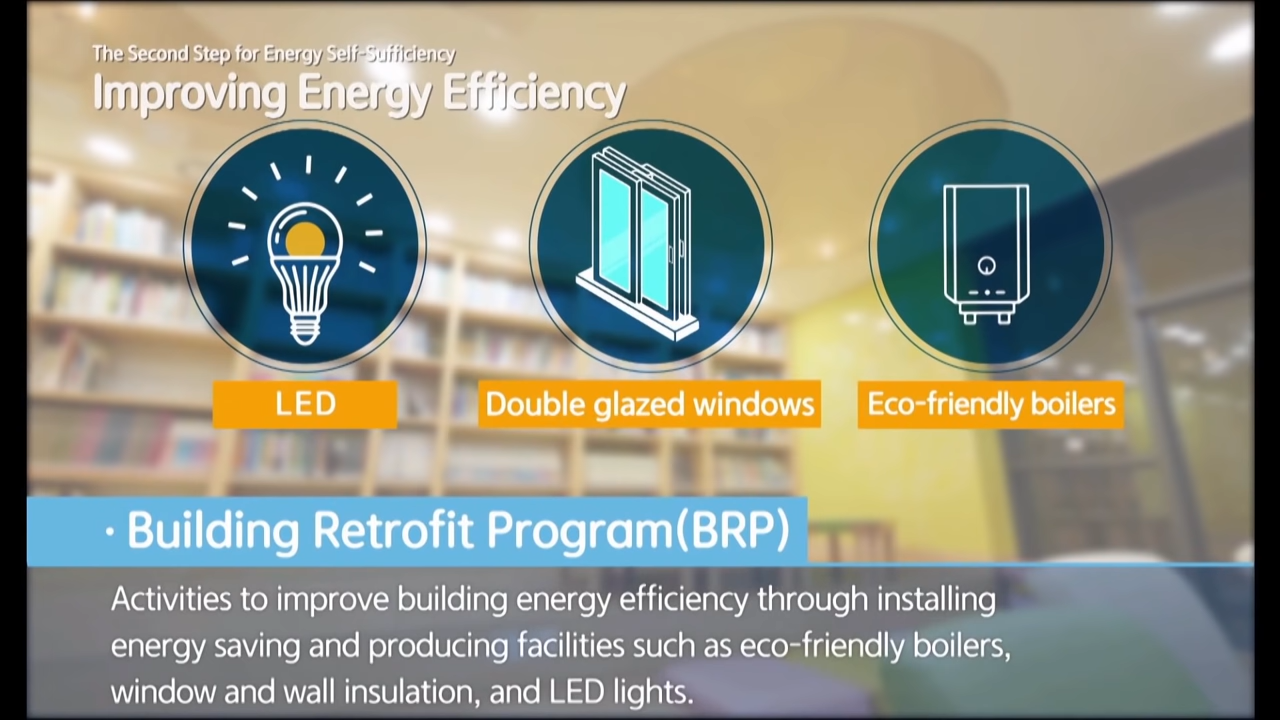 The Second Step for Energy Self-Sufficiency
Improving Energy Efficiency
LED
Double glazed windows
Eco-friendly boilers
· Building Retrofit Program(BRP)
Activities to improve building energy efficiency through installing
energy saving and producing facilities such as eco-friendly boilers,
window and wall insulation, and LED lights.